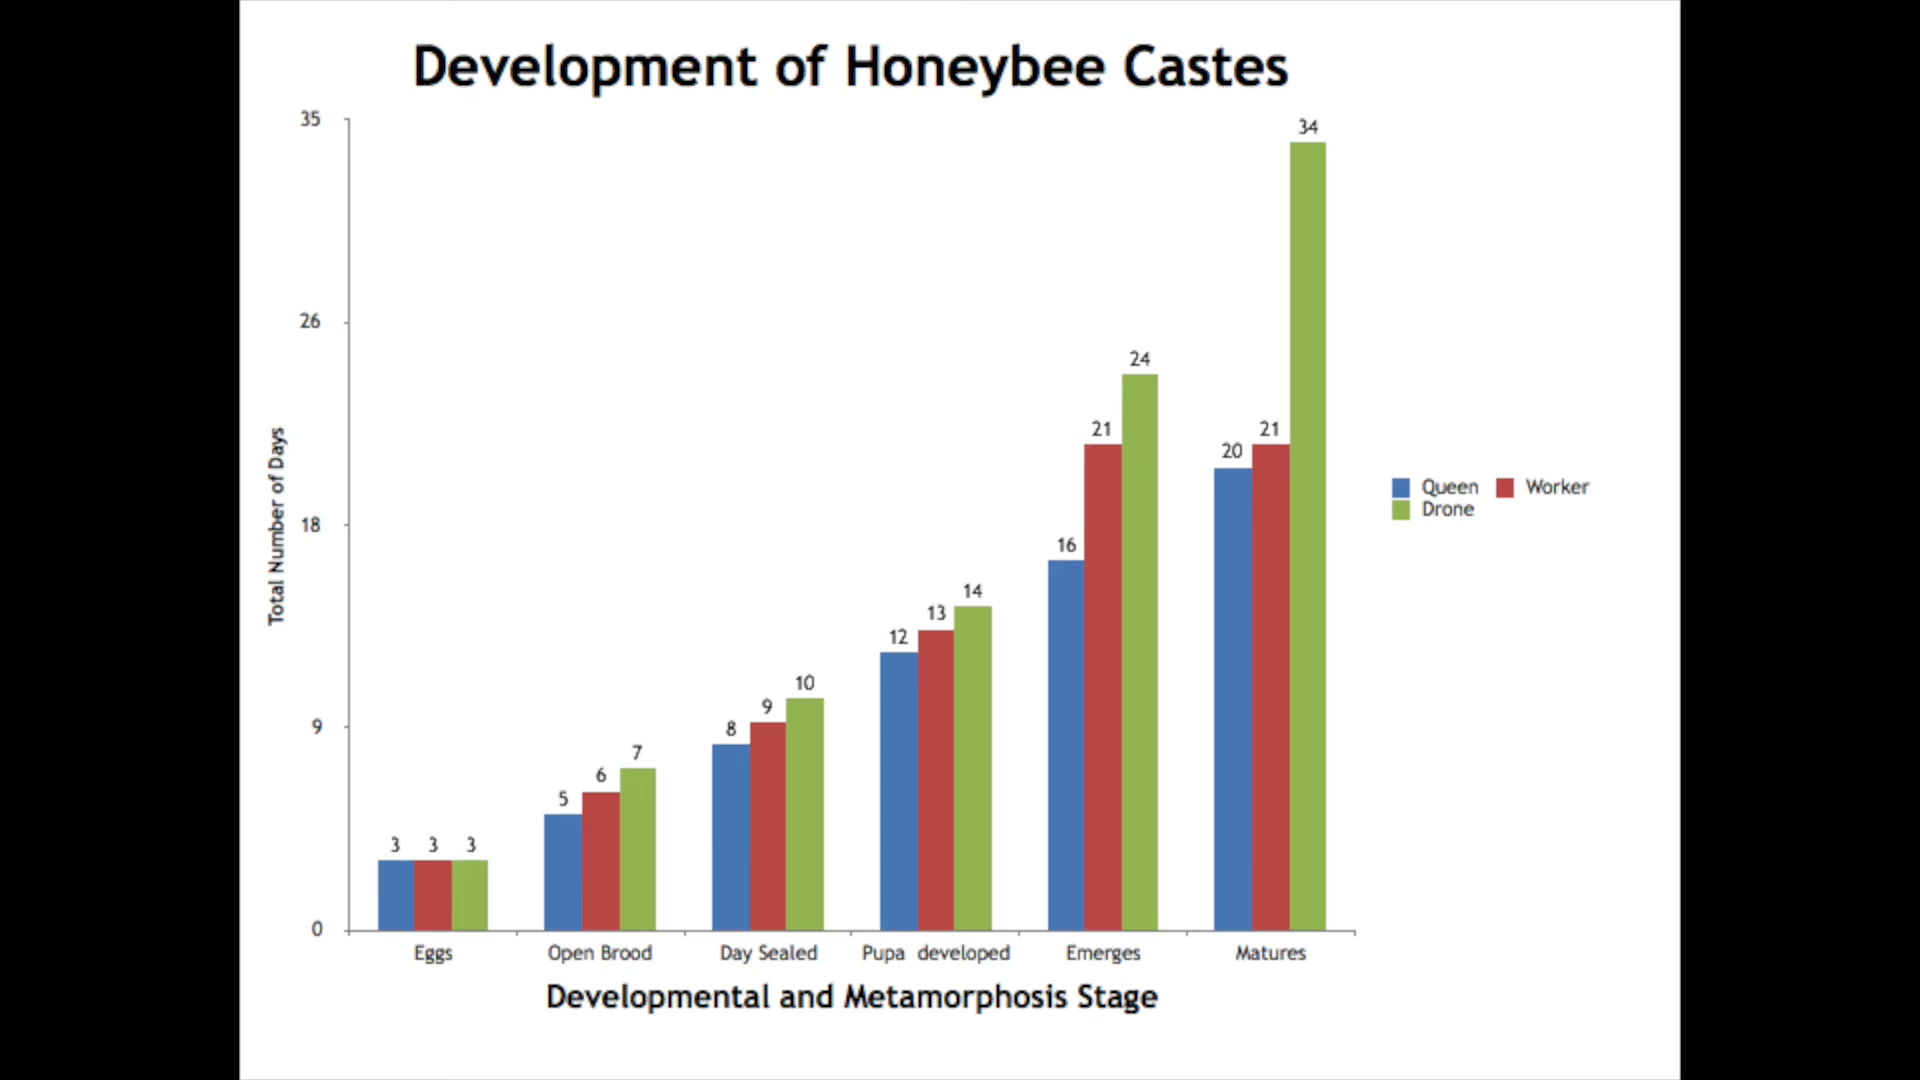 Development of Honeybee Castes
35
26
18
9
0
Total Number of Days
3 3 3
5 6 7
8 9 10
12 13 14
16 21 24
20 21 34
Eggs Open Brood Day Sealed Pupa developed Emerges Matures
Developmental and Metamorphosis Stage
Queen Worker
Drone